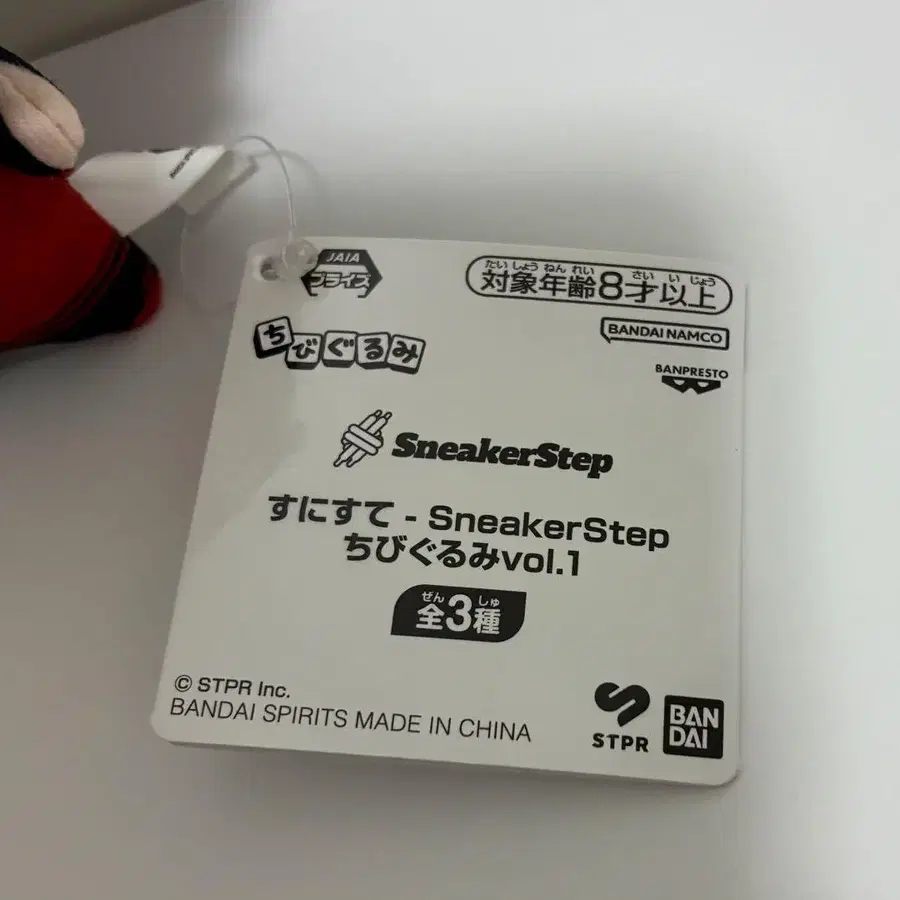 JAIA
プライズ
たいしょうねんれい さい いじょう
対象年齢8才以上
BANDAI NAMCO
ちびぐるみ
BANPRESTO
SneakerStep
すにすて - SneakerStep
ちびぐるみvol.1
ぜん しゅ
全3種
© STPR Inc.
BANDAI SPIRITS MADE IN CHINA
STPR
BAN
DAI